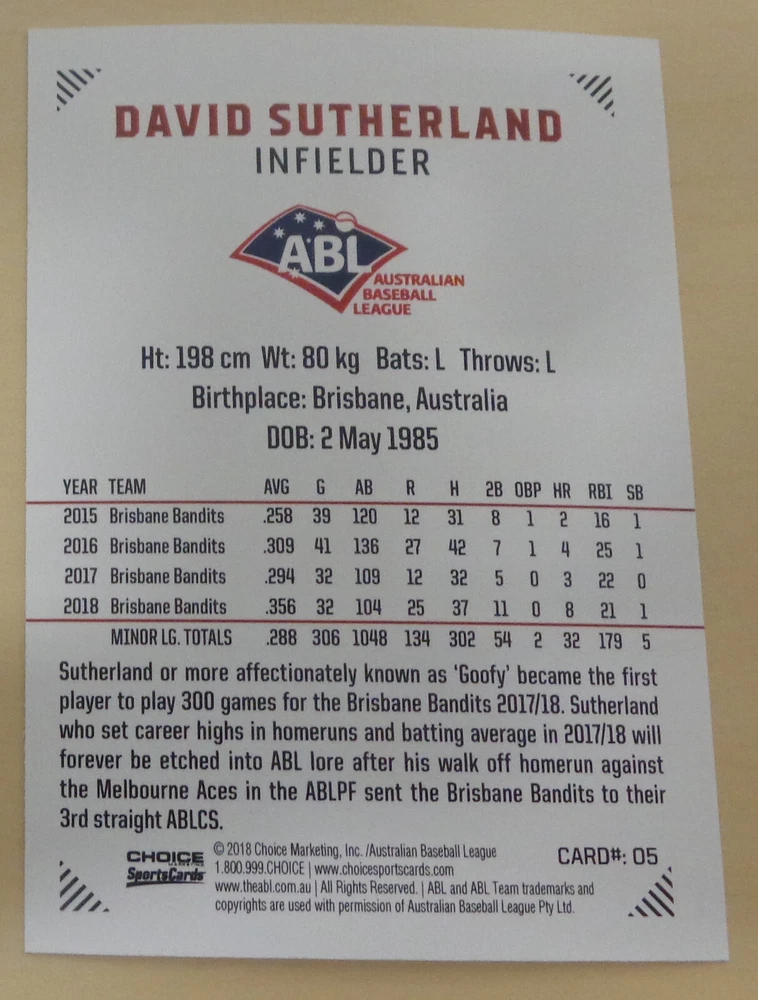 DAVID SUTHERLAND
INFIELDER
ABL
AUSTRALIAN
BASEBALL
LEAGUE
Ht: 198 cm Wt: 80 kg Bats: L Throws: L
Birthplace: Brisbane, Australia
DOB: 2 May 1985
YEAR TEAM AVG G AB R H 2B OBP HR RBI SB
2015 Brisbane Bandits .258 39 120 12 31 8 1 2 16 1
2016 Brisbane Bandits .309 41 136 27 42 7 1 4 25 1
2017 Brisbane Bandits .294 32 109 12 32 5 0 3 22 0
2018 Brisbane Bandits .356 32 104 25 37 11 0 8 21 1
MINOR LG. TOTALS .288 306 1048 134 302 54 2 32 179 5
Sutherland or more affectionately known as 'Goofy' became the first
player to play 300 games for the Brisbane Bandits 2017/18. Sutherland
who set career highs in homeruns and batting average in 2017/18 will
forever be etched into ABL lore after his walk off homerun against
the Melbourne Aces in the ABLPF sent the Brisbane Bandits to their
3rd straight ABLCS.
CHOICE
MARKETING
SportsCards
© 2018 Choice Marketing, Inc. /Australian Baseball League
1.800.999.CHOICE | www.choicesportscards.com
www.theabl.com.au | All Rights Reserved. | ABL and ABL Team trademarks and
copyrights are used with permission of Australian Baseball League Pty Ltd.
CARD#: 05